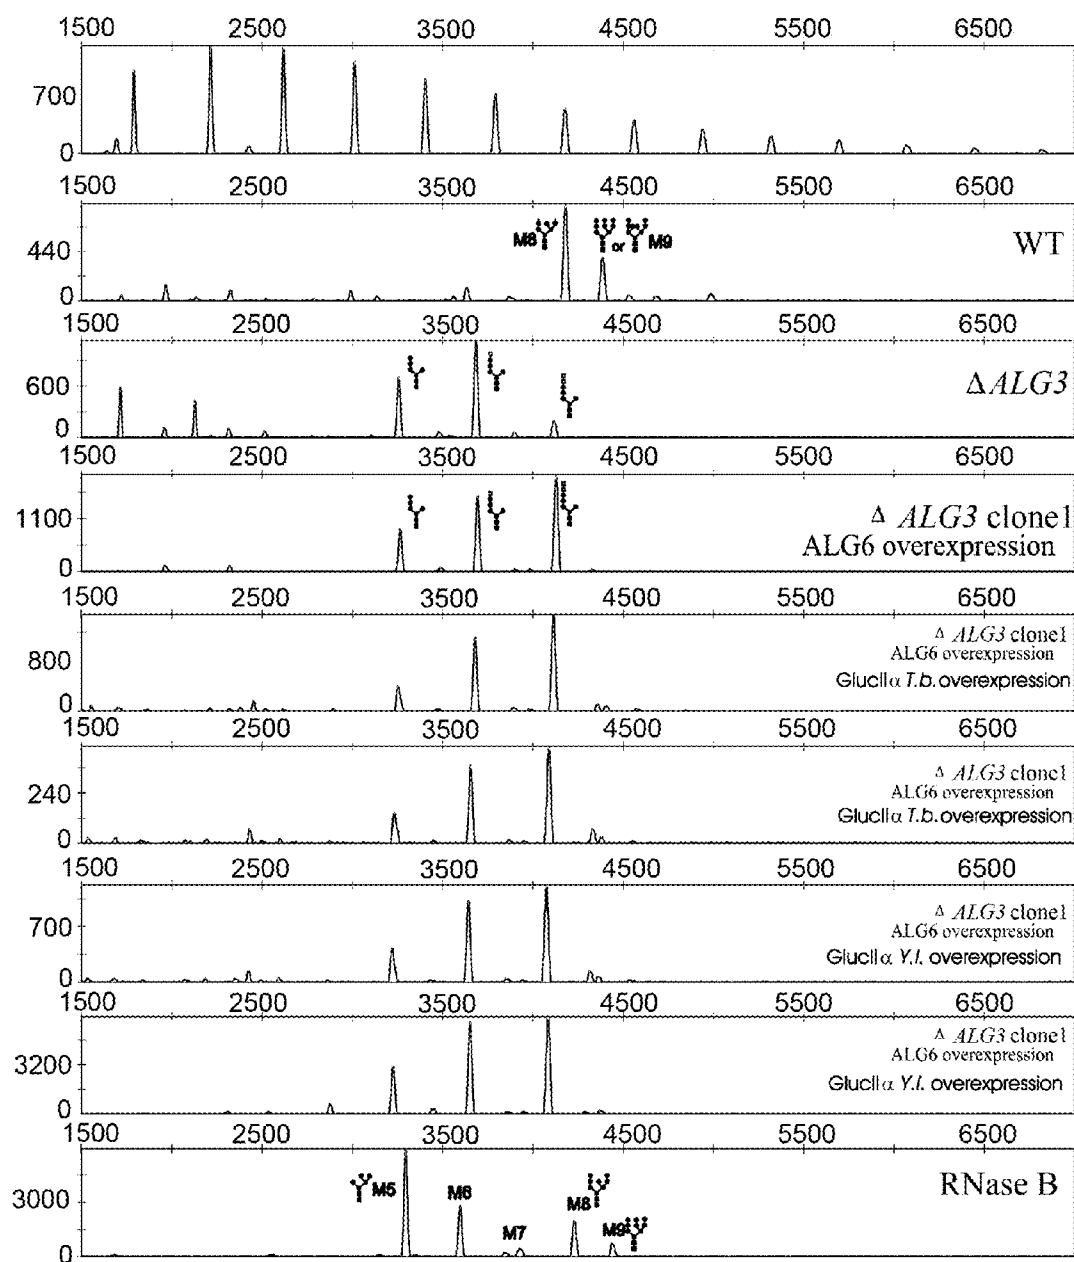 1500 2500 3500 4500 5500 6500
700
0
1500 2500 3500 4500 5500 6500
M8 or M9 WT
440
0
1500 2500 3500 4500 5500 6500
Δ ALG3
600
0
1500 2500 3500 4500 5500 6500
Δ ALG3 clone1
1100
ALG6 overexpression
0
1500 2500 3500 4500 5500 6500
Δ ALG3 clone1
ALG6 overexpression
800
GlucII α T.b. overexpression
0
1500 2500 3500 4500 5500 6500
Δ ALG3 clone1
240
ALG6 overexpression
GlucII α T.b. overexpression
0
1500 2500 3500 4500 5500 6500
Δ ALG3 clone1
700
ALG6 overexpression
GlucII α Y.l. overexpression
0
1500 2500 3500 4500 5500 6500
Δ ALG3 clone1
ALG6 overexpression
3200
GlucII α Y.l. overexpression
0
1500 2500 3500 4500 5500 6500
M5 M6 M7 M8 M9 RNase B
3000
0